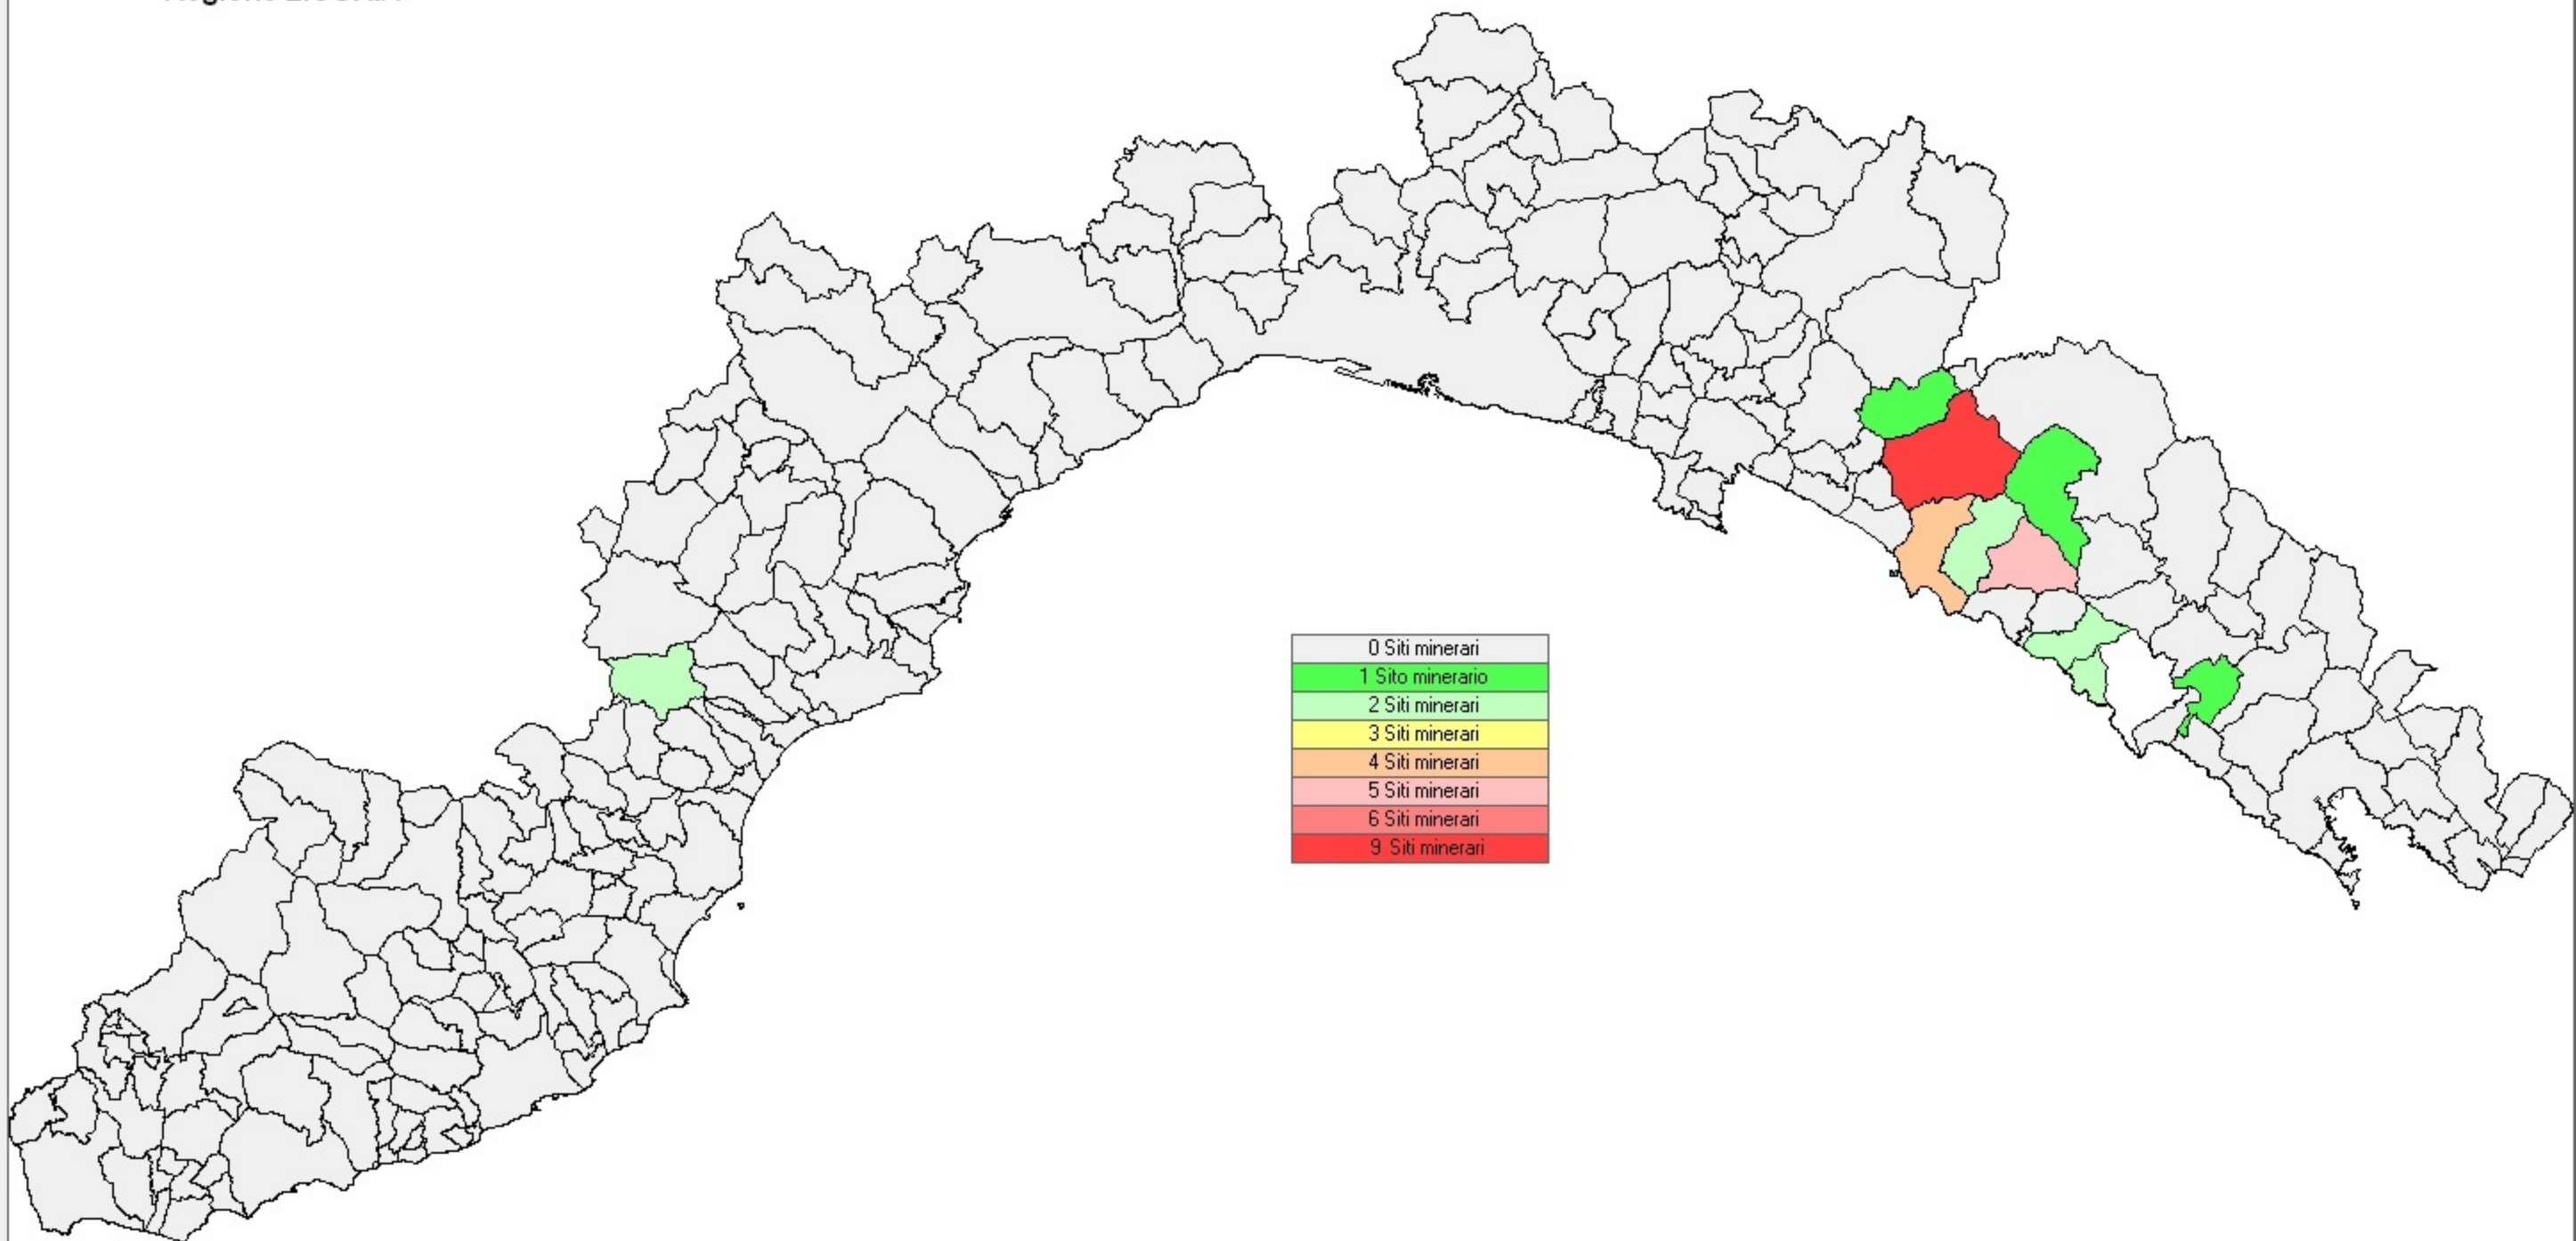 0 Siti minerari
1 Sito minerario
2 Siti minerari
3 Siti minerari
4 Siti minerari
5 Siti minerari
6 Siti minerari
9 Siti minerari